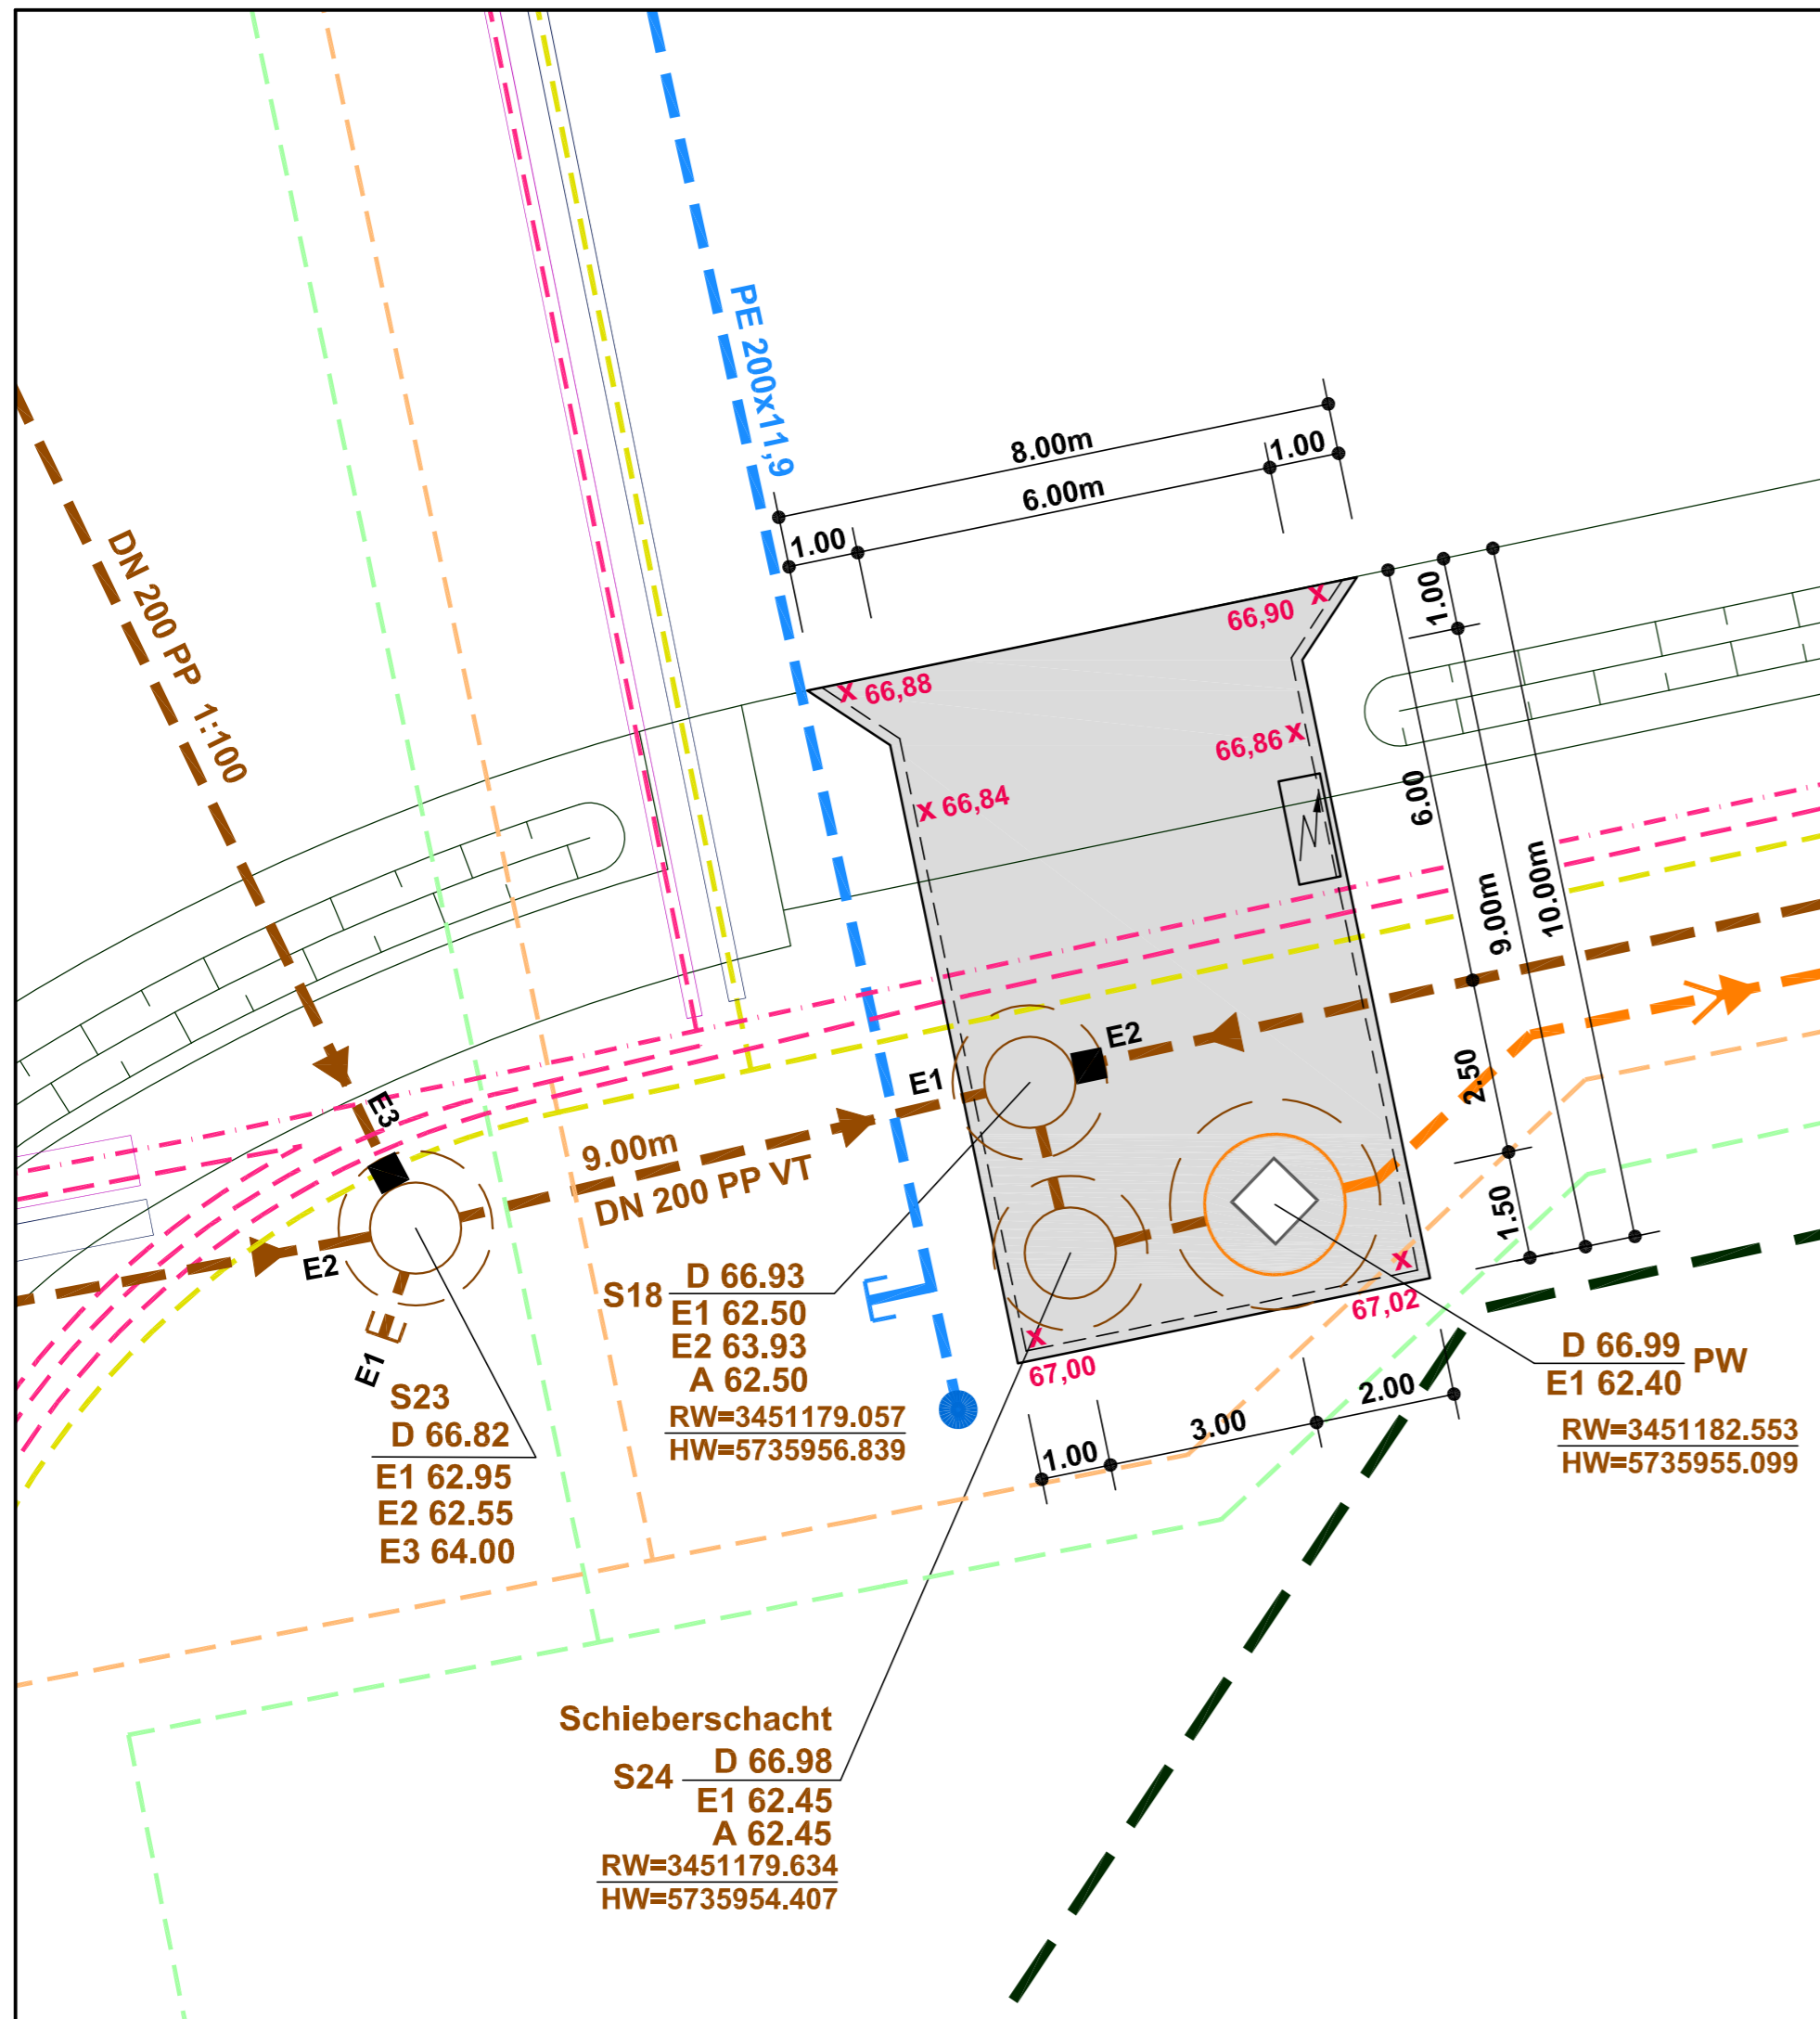 PE 200x11,9
8.00m
1.00
6.00m
1.00
DN 200 PP 1:100
66,90
1.00
66,88
66,86
66,84
6.00
9.00m
10.00m
E2
E1
E3
2.50
9.00m
DN 200 PP VT
1.50
E2
D 66.93
S18
E1 62.50
E2 63.93
A 62.50
RW=3451179.057
HW=5735956.839
67,02
67,00
E1
S23
D 66.82
E1 62.95
E2 62.55
E3 64.00
D 66.99
PW
E1 62.40
RW=3451182.553
HW=5735955.099
1.00
3.00
2.00
Schieberschacht
D 66.98
S24
E1 62.45
A 62.45
RW=3451179.634
HW=5735954.407